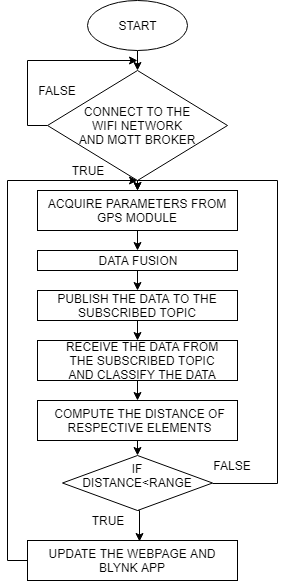 START
FALSE
CONNECT TO THE
WIFI NETWORK
AND MQTT BROKER
TRUE
ACQUIRE PARAMETERS FROM
GPS MODULE
DATA FUSION
PUBLISH THE DATA TO THE
SUBSCRIBED TOPIC
RECEIVE THE DATA FROM
THE SUBSCRIBED TOPIC
AND CLASSIFY THE DATA
COMPUTE THE DISTANCE OF
RESPECTIVE ELEMENTS
IF
DISTANCE<RANGE
FALSE
TRUE
UPDATE THE WEBPAGE AND
BLYNK APP